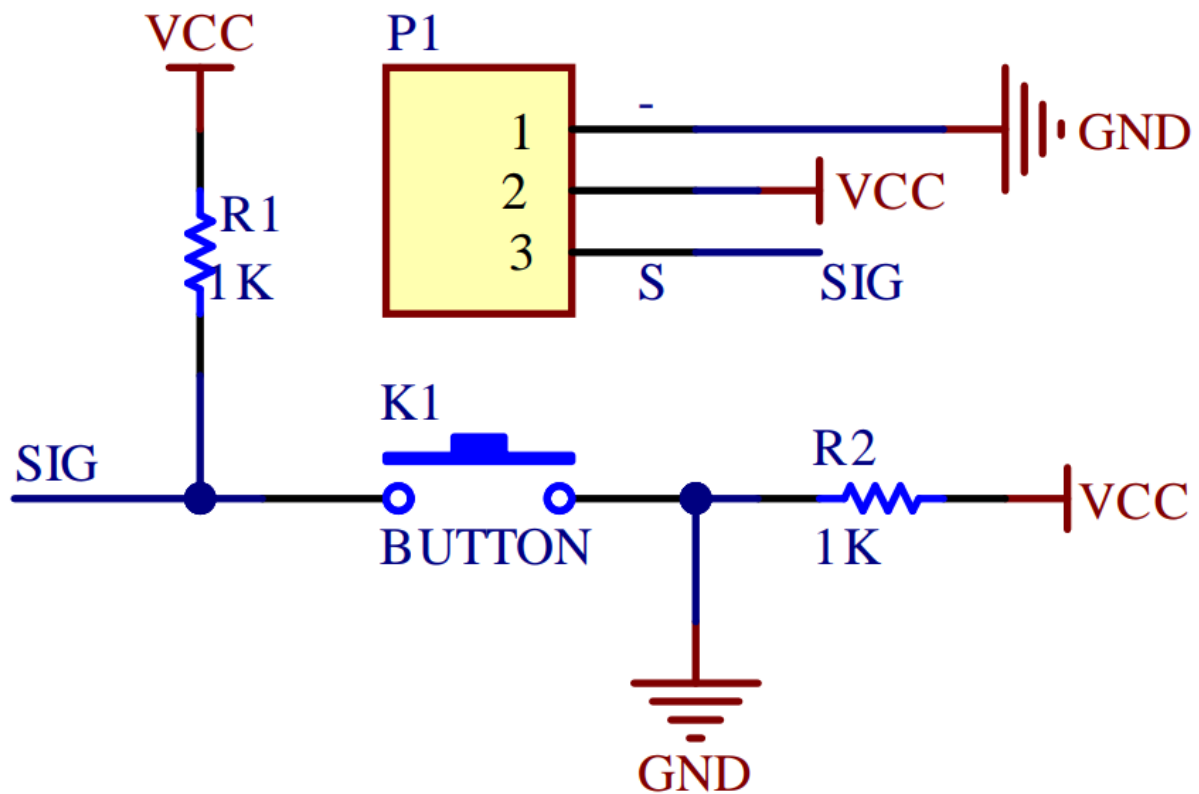 VCC
P1
1
-
GND
2
VCC
3
S
SIG
R1
1K
K1
SIG
BUTTON
R2
1K
VCC
GND